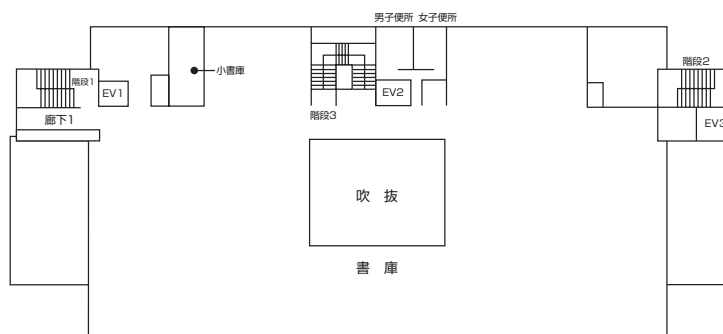 男子便所 女子便所
階段2
小書庫
階段1
EV1
EV2
階段3
廊下1
EV3
吹 抜
書 庫